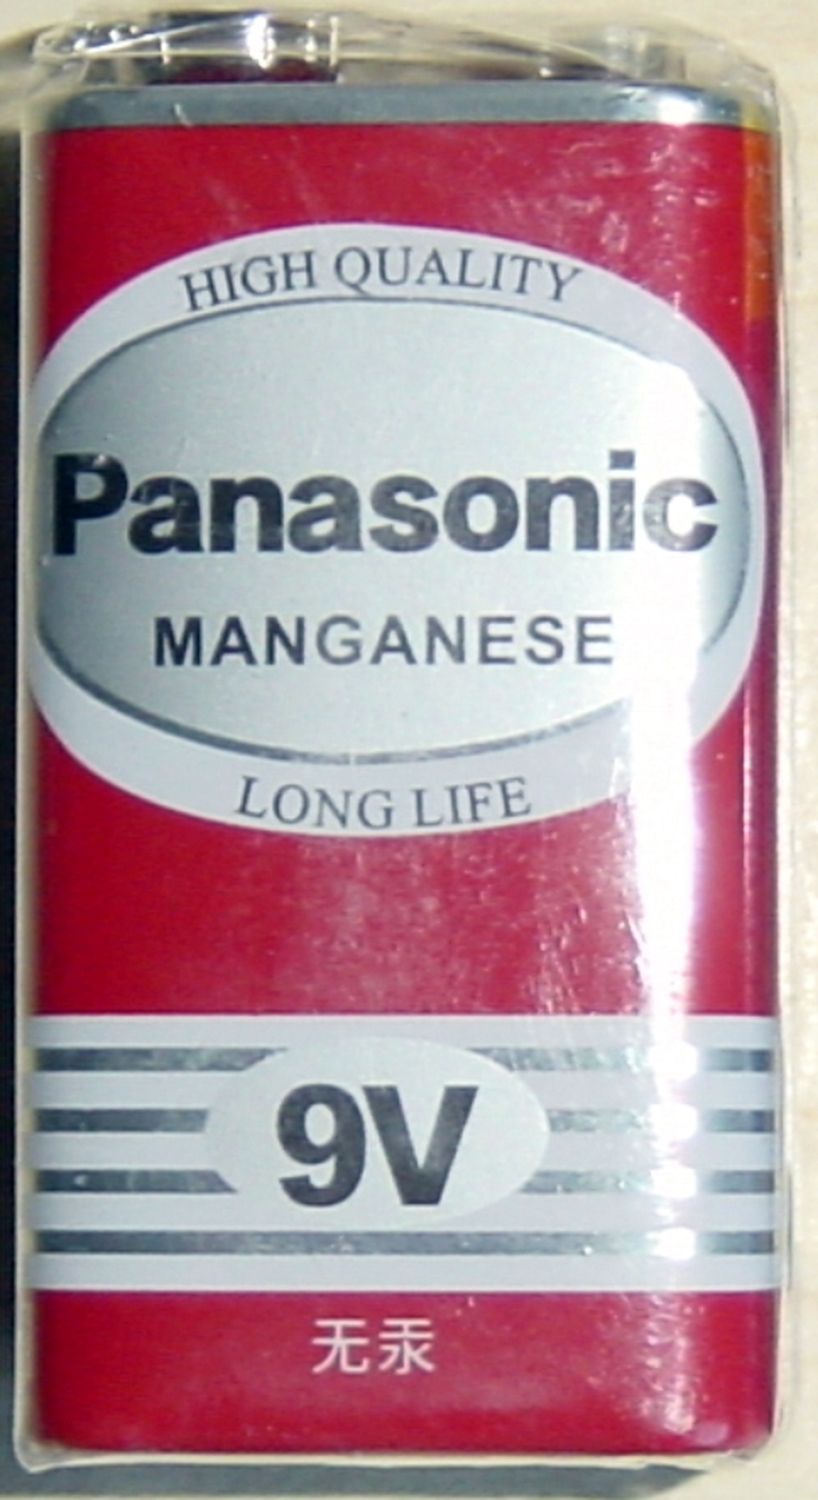 HIGH QUALITY
Panasonic
MANGANESE
LONG LIFE
9V
无汞